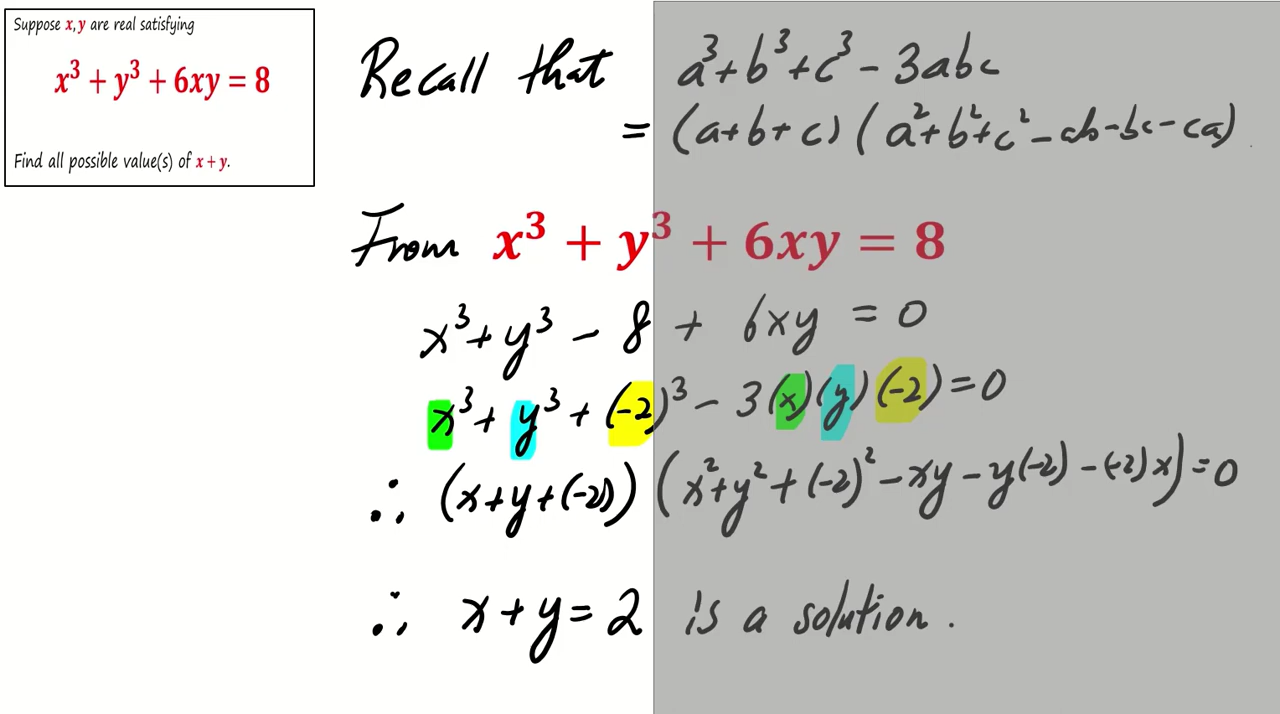 Suppose x, y are real satisfying
x³ + y³ + 6xy = 8
Find all possible value(s) of x + y.
Recall that a³ + b³ + c³ - 3abc
= (a+b+c) (a² + b² + c² - ab - bc - ca)
From x³ + y³ + 6xy = 8
x³ + y³ - 8 + 6xy = 0
x³ + y³ + (-2)³ - 3(x)(y)(-2) = 0
∴ (x+y+(-2)) (x² + y² + (-2)² - xy - y(-2) - (-2)x) = 0
∴ x + y = 2 is a solution.